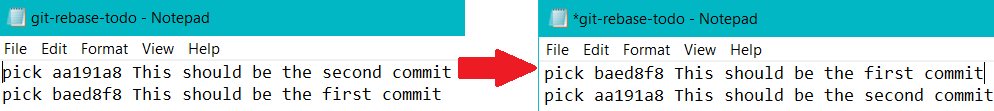 git-rebase-todo - Notepad
File Edit Format View Help
pick aa191a8 This should be the second commit
pick baed8f8 This should be the first commit
*git-rebase-todo - Notepad
File Edit Format View Help
pick baed8f8 This should be the first commit
pick aa191a8 This should be the second commit